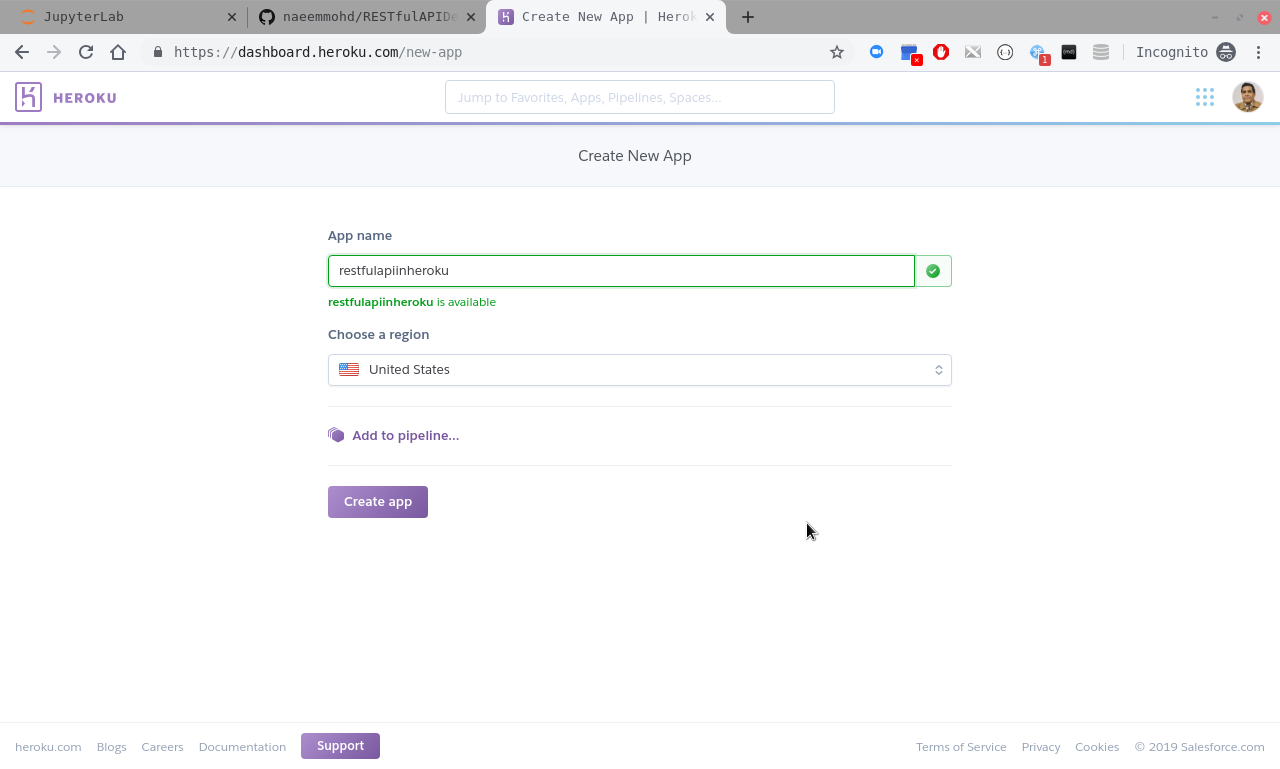 JupyterLab
naeemmohd/RESTfulAPIDe
Create New App | Herok
https://dashboard.heroku.com/new-app
1
Incognito
HEROKU
Jump to Favorites, Apps, Pipelines, Spaces...
Create New App
App name
restfulapiinheroku
restfulapiinheroku is available
Choose a region
United States
Add to pipeline...
Create app
heroku.com Blogs Careers Documentation Support Terms of Service Privacy Cookies © 2019 Salesforce.com